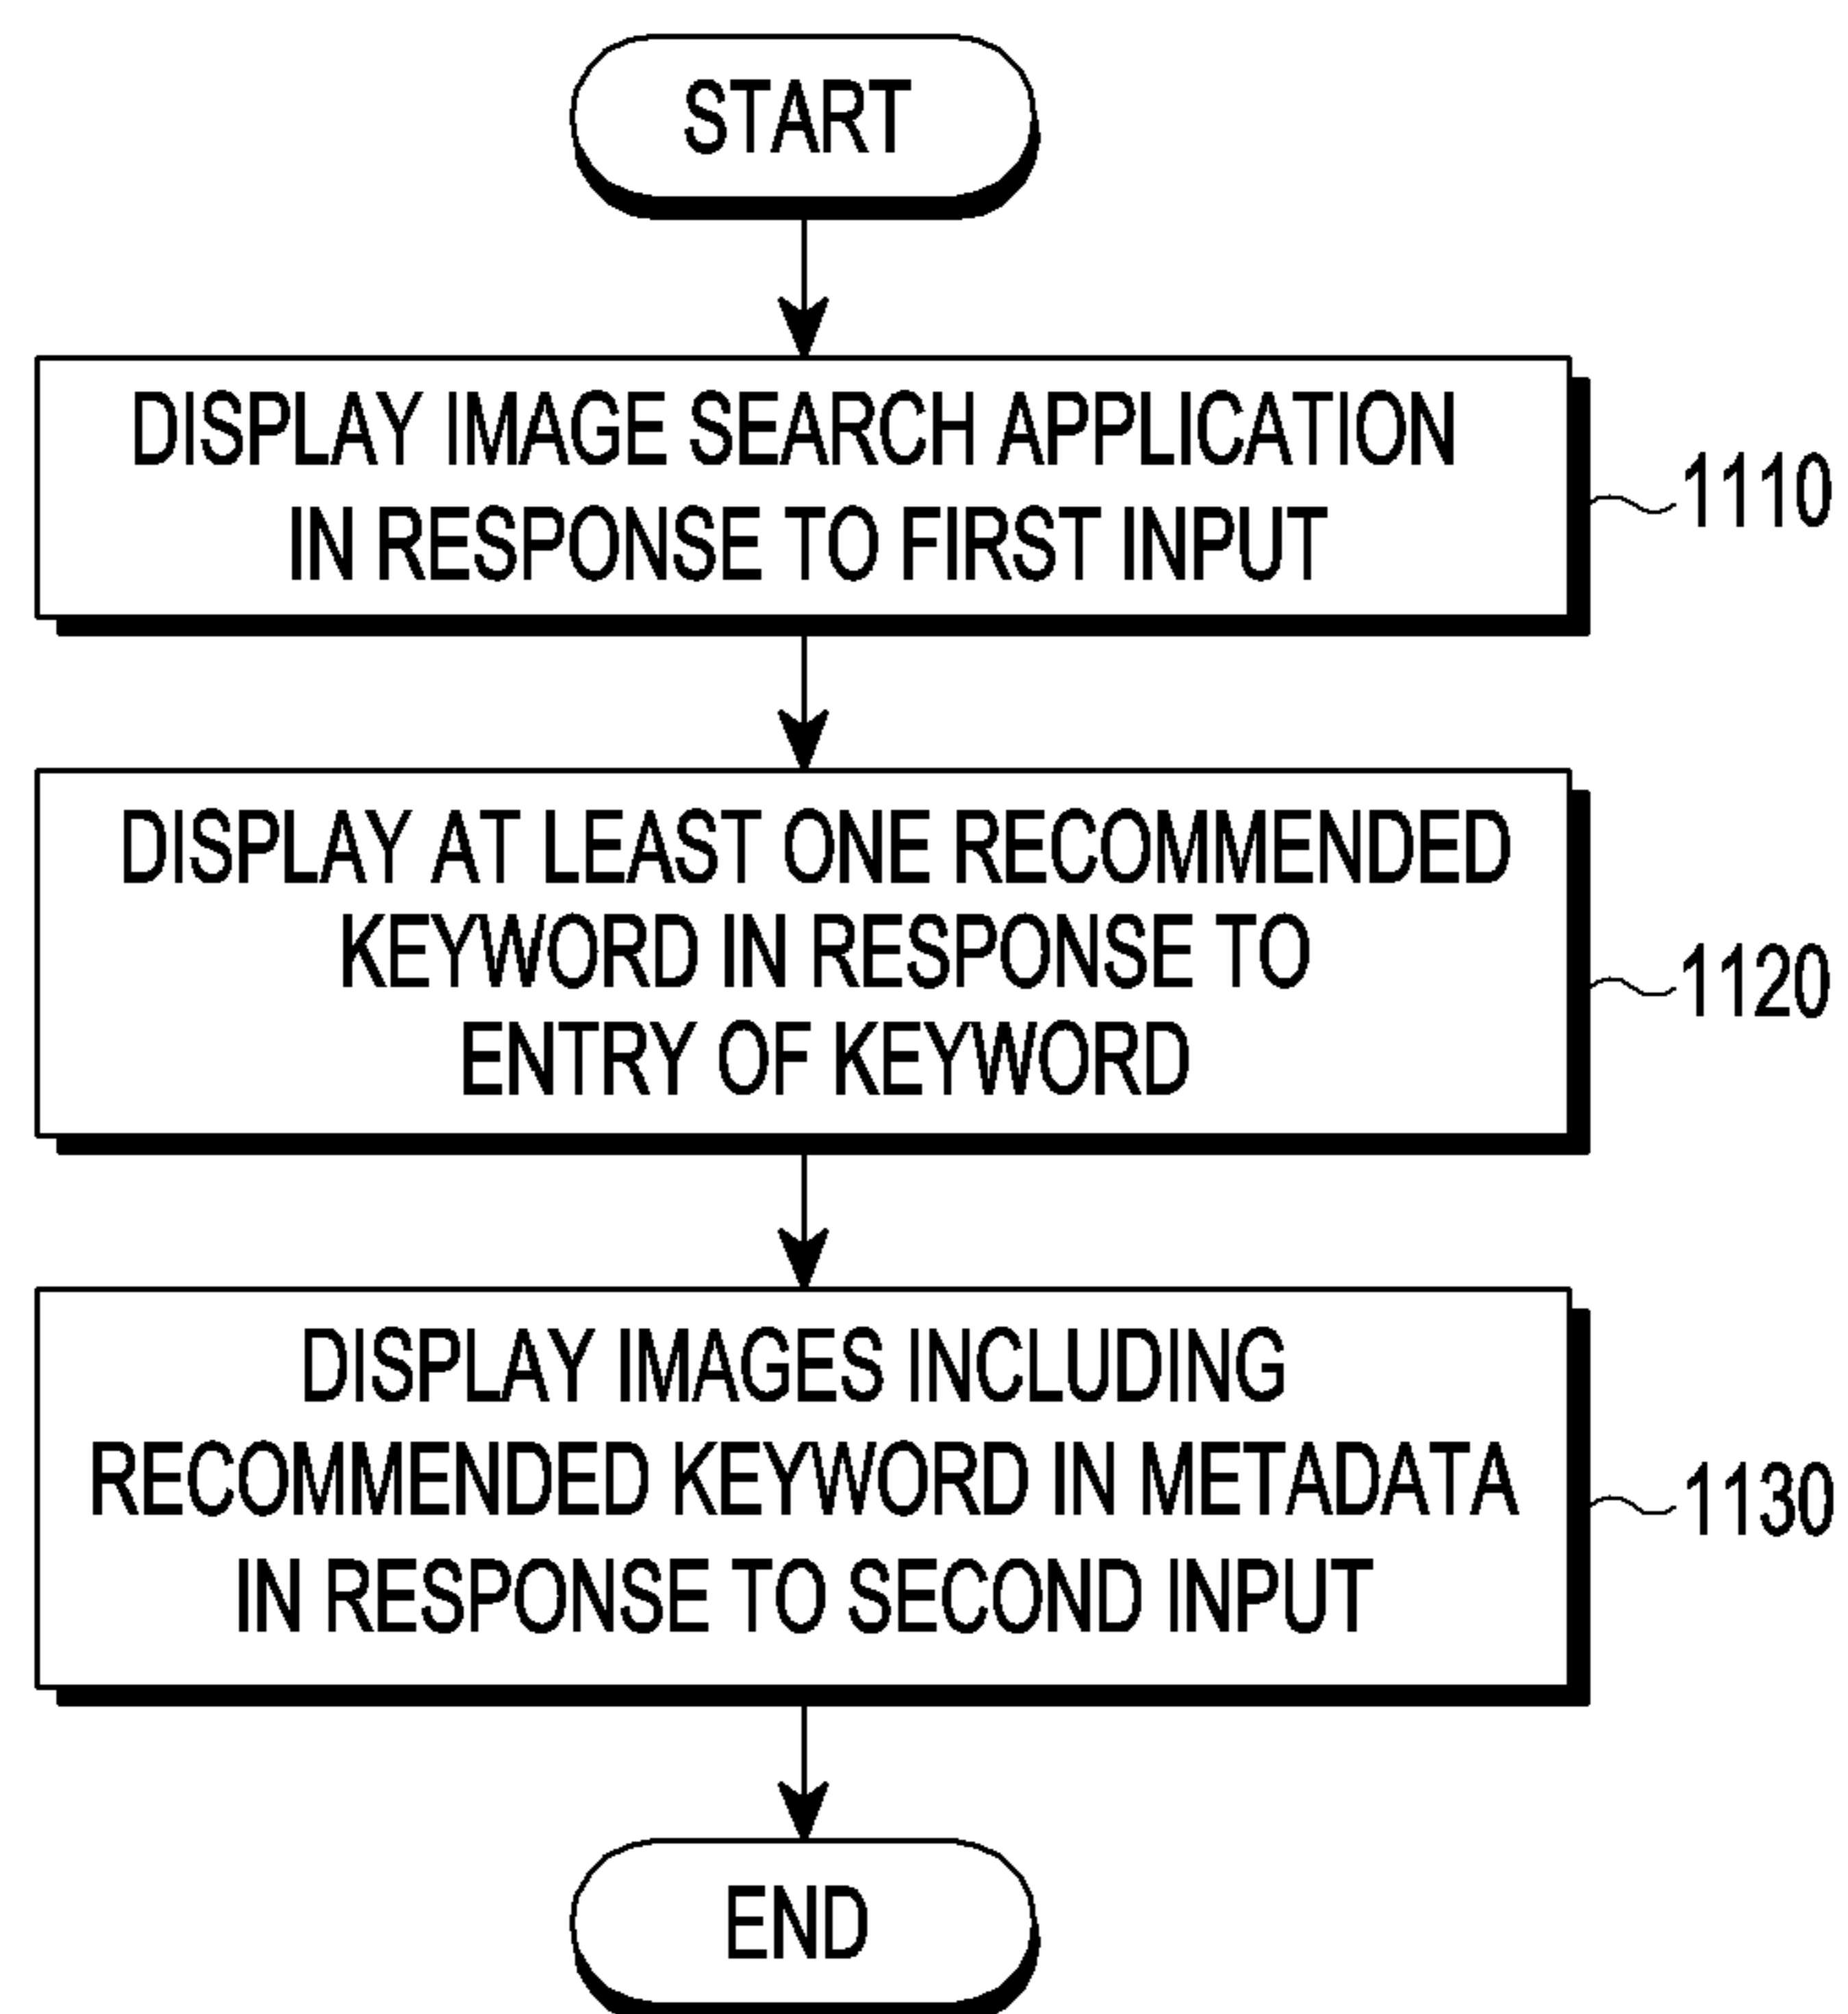 START
DISPLAY IMAGE SEARCH APPLICATION
IN RESPONSE TO FIRST INPUT
1110
DISPLAY AT LEAST ONE RECOMMENDED
KEYWORD IN RESPONSE TO
ENTRY OF KEYWORD
1120
DISPLAY IMAGES INCLUDING
RECOMMENDED KEYWORD IN METADATA
IN RESPONSE TO SECOND INPUT
1130
END